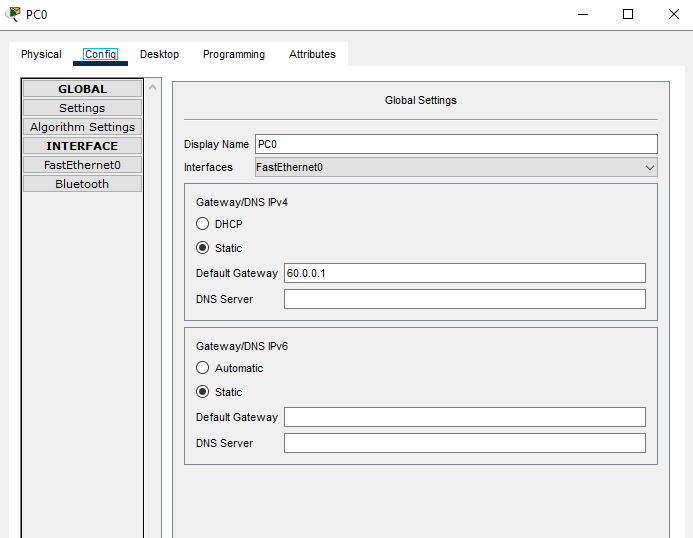 PC0
Physical Config Desktop Programming Attributes
GLOBAL
Settings
Algorithm Settings
INTERFACE
FastEthernet0
Bluetooth
Global Settings
Display Name PC0
Interfaces FastEthernet0
Gateway/DNS IPv4
DHCP
Static
Default Gateway 60.0.0.1
DNS Server
Gateway/DNS IPv6
Automatic
Static
Default Gateway
DNS Server